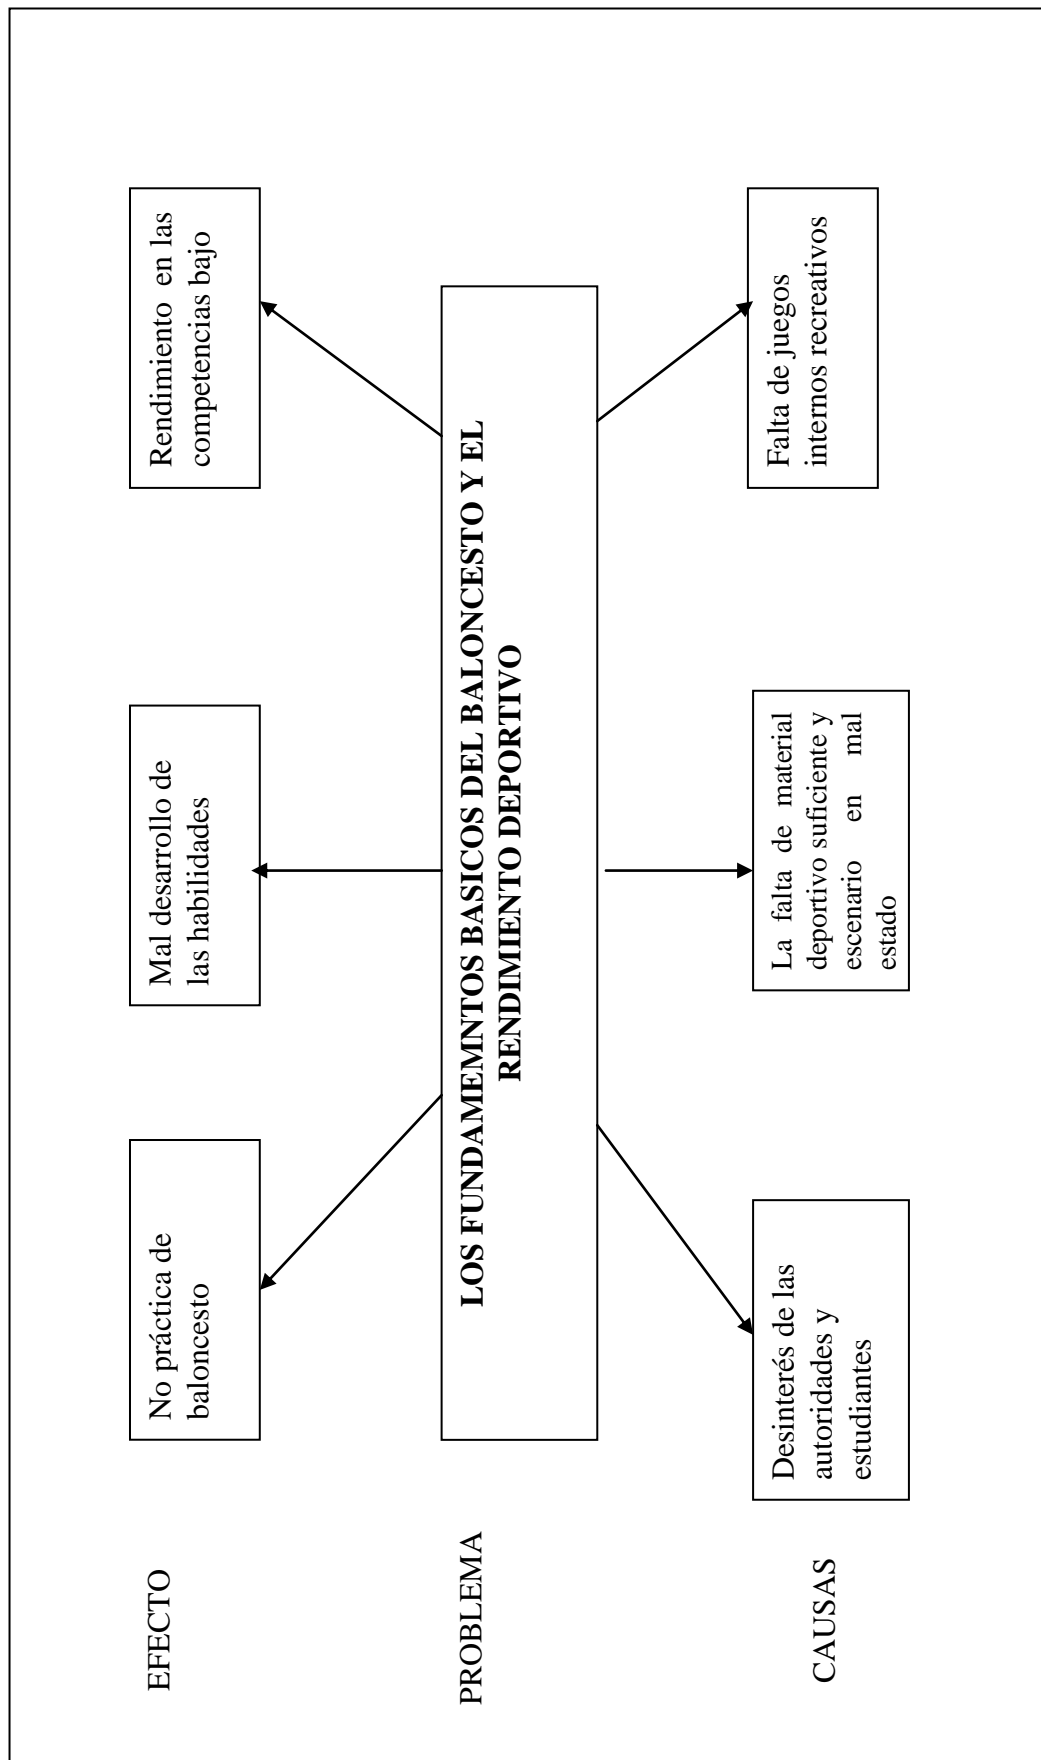 EFECTO
No práctica de
baloncesto
Mal desarrollo de
las habilidades
Rendimiento en las
competencias bajo
PROBLEMA
LOS FUNDAMEMNTOS BASICOS DEL BALONCESTO Y EL
RENDIMIENTO DEPORTIVO
CAUSAS
Desinterés de las
autoridades y
estudiantes
La falta de material
deportivo suficiente y
escenario en mal
estado
Falta de juegos
internos recreativos